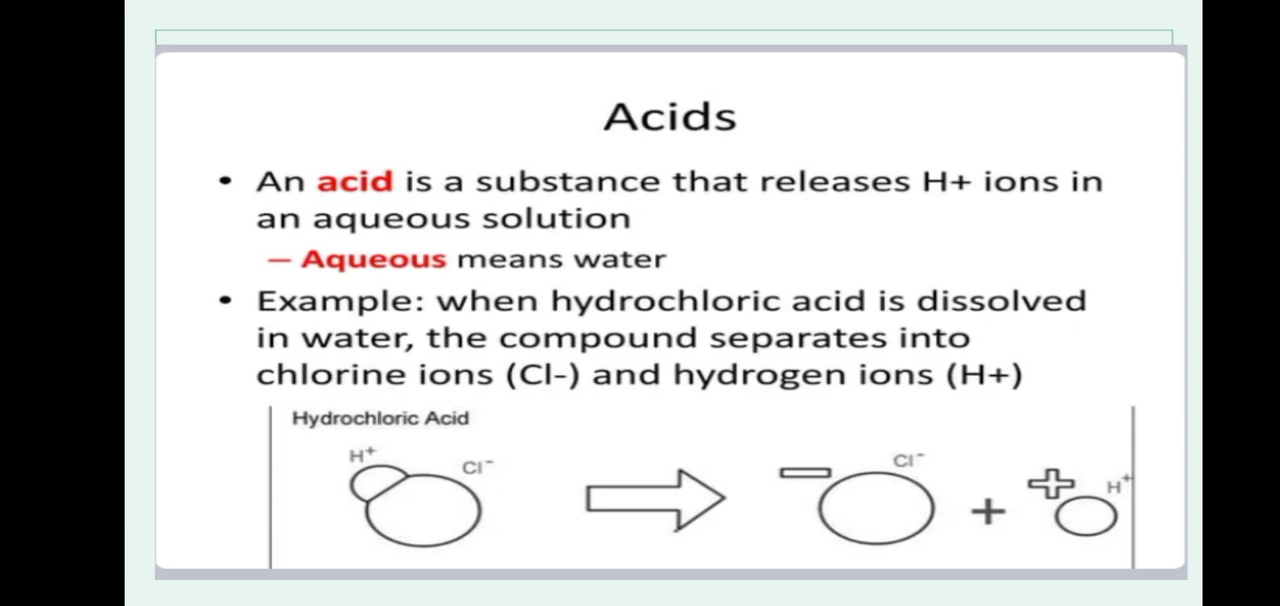 Acids
• An acid is a substance that releases H+ ions in
an aqueous solution
– Aqueous means water
• Example: when hydrochloric acid is dissolved
in water, the compound separates into
chlorine ions (Cl-) and hydrogen ions (H+)
Hydrochloric Acid
H⁺ Cl⁻ Cl⁻ + H⁺